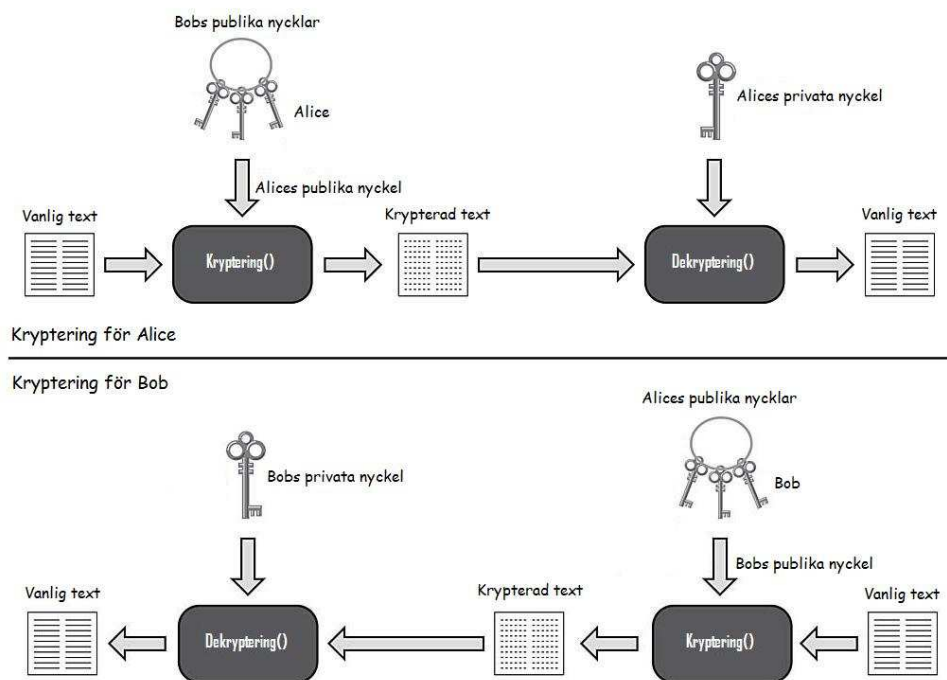 Bobs publika nycklar
Alice
Alices privata nyckel
Alices publika nyckel
Vanlig text
Krypterad text
Vanlig text
Kryptering()
Dekryptering()
Kryptering för Alice
Kryptering för Bob
Alices publika nycklar
Bobs privata nyckel
Bob
Bobs publika nyckel
Vanlig text
Krypterad text
Vanlig text
Dekryptering()
Kryptering()